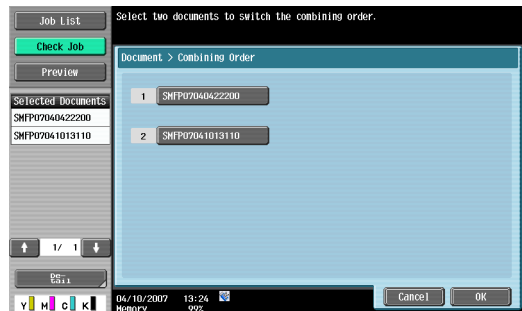 Job List
Select two documents to switch the combining order.
Check Job
Document > Combining Order
Preview
1 SMFP07040422200
Selected Documents
SMFP07040422200
SMFP07041013110
2 SMFP07041013110
1/ 1
De-
tail
04/10/2007 13:24
Cancel
OK
Y M C K
Memory 99%